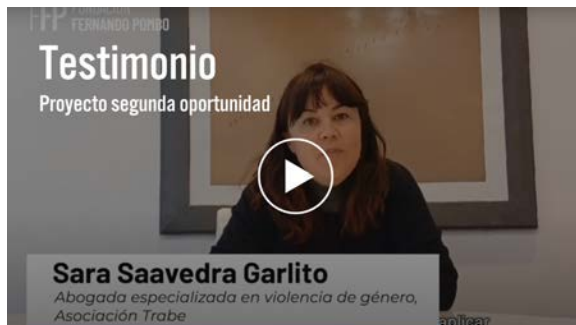 FFP FUNDACIÓN
FERNANDO POMBO
Testimonio
Proyecto segunda oportunidad
Sara Saavedra Garlito
Abogada especializada en violencia de género,
Asociación Trabe
aplicar